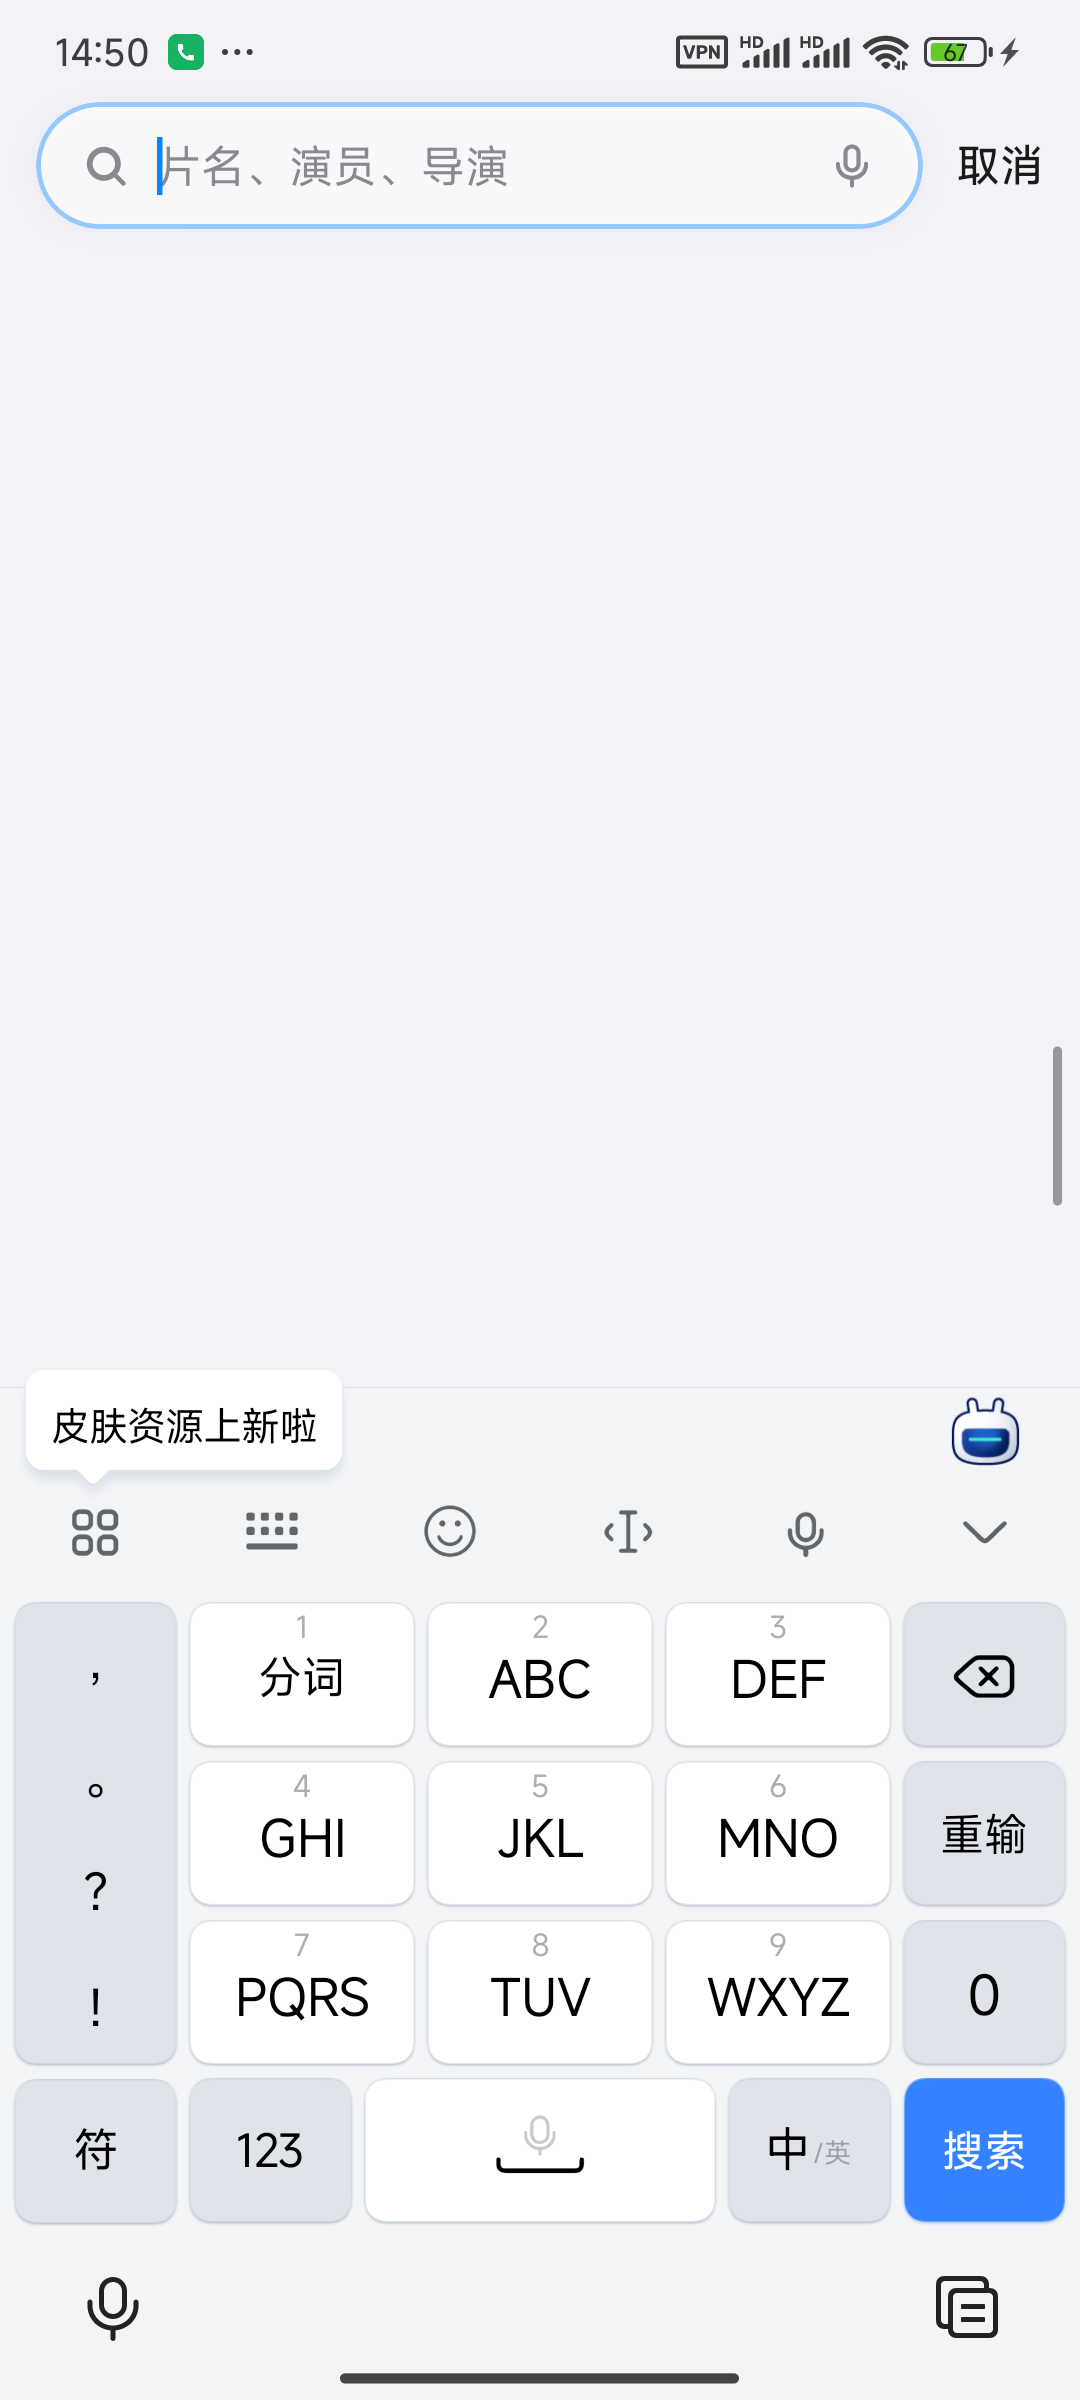 14:50 ... VPN HD HD 67
片名、演员、导演 取消
皮肤资源上新啦
， 1 分词 2 ABC 3 DEF
。 4 GHI 5 JKL 6 MNO 重输
？ 7 PQRS 8 TUV 9 WXYZ 0
！
符 123 中/英 搜索